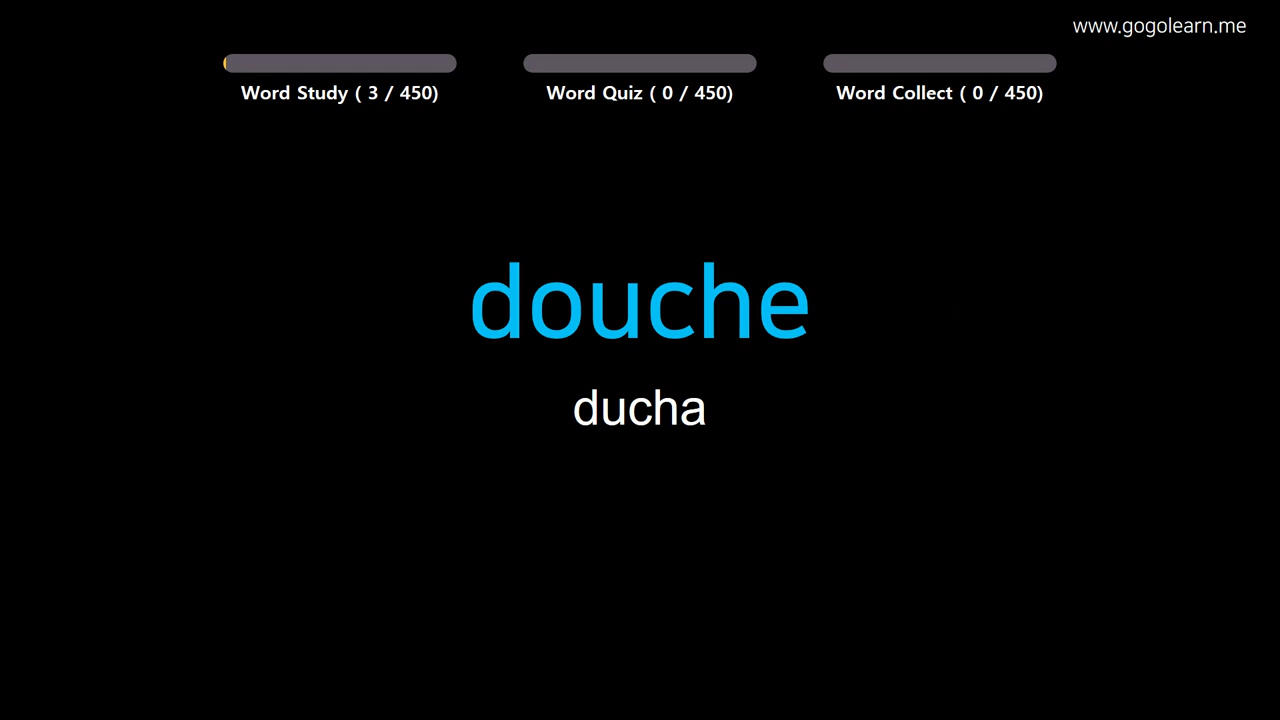 www.gogolearn.me
Word Study ( 3 / 450)
Word Quiz ( 0 / 450)
Word Collect ( 0 / 450)
douche
ducha